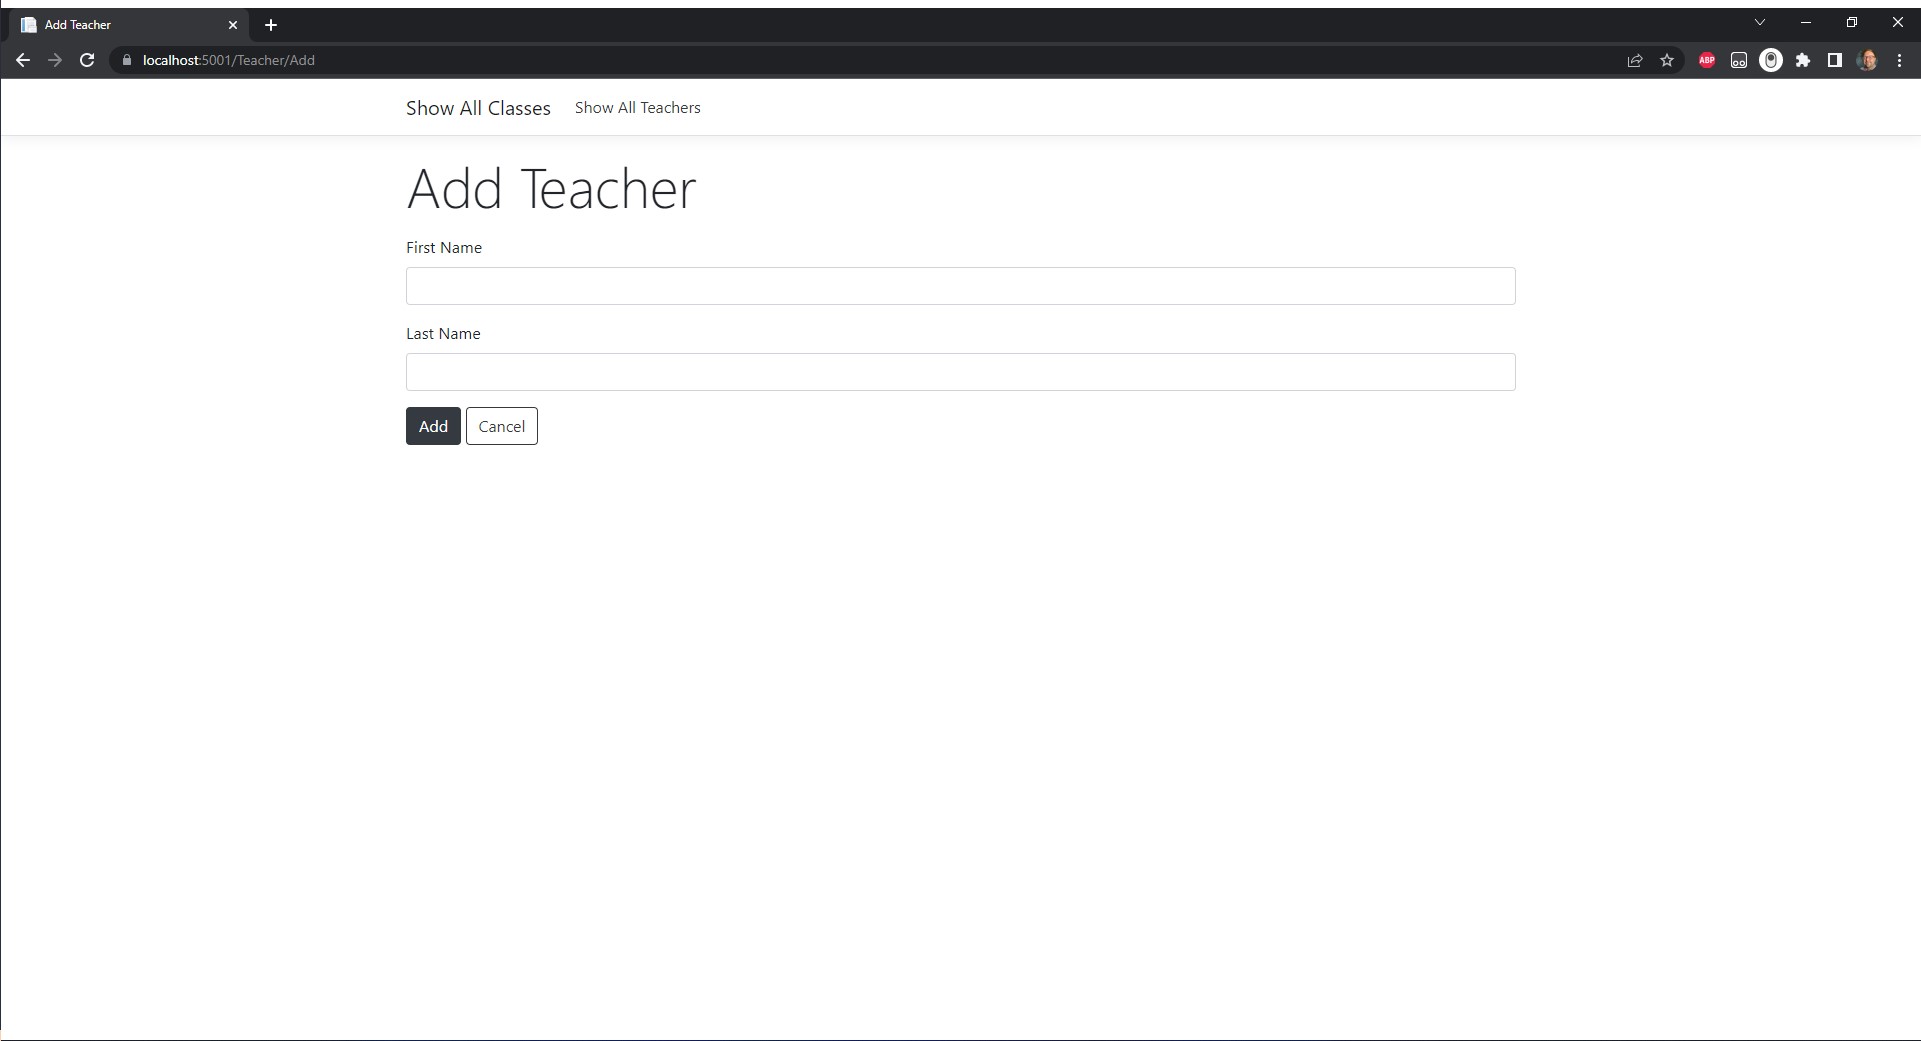 Add Teacher
localhost:5001/Teacher/Add
ABP
Show All Classes Show All Teachers
Add Teacher
First Name
Last Name
Add Cancel